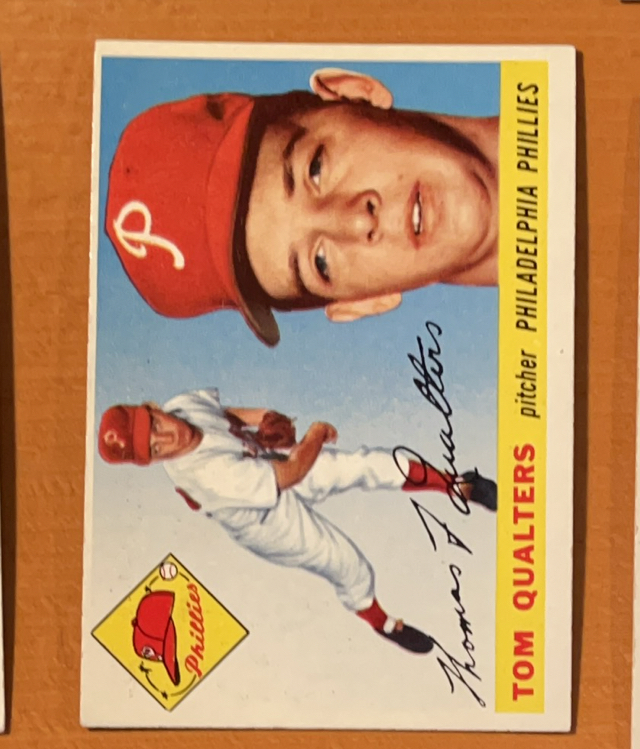 P
P
P
Phillies
Thomas F Qualters
TOM QUALTERS pitcher PHILADELPHIA PHILLIES